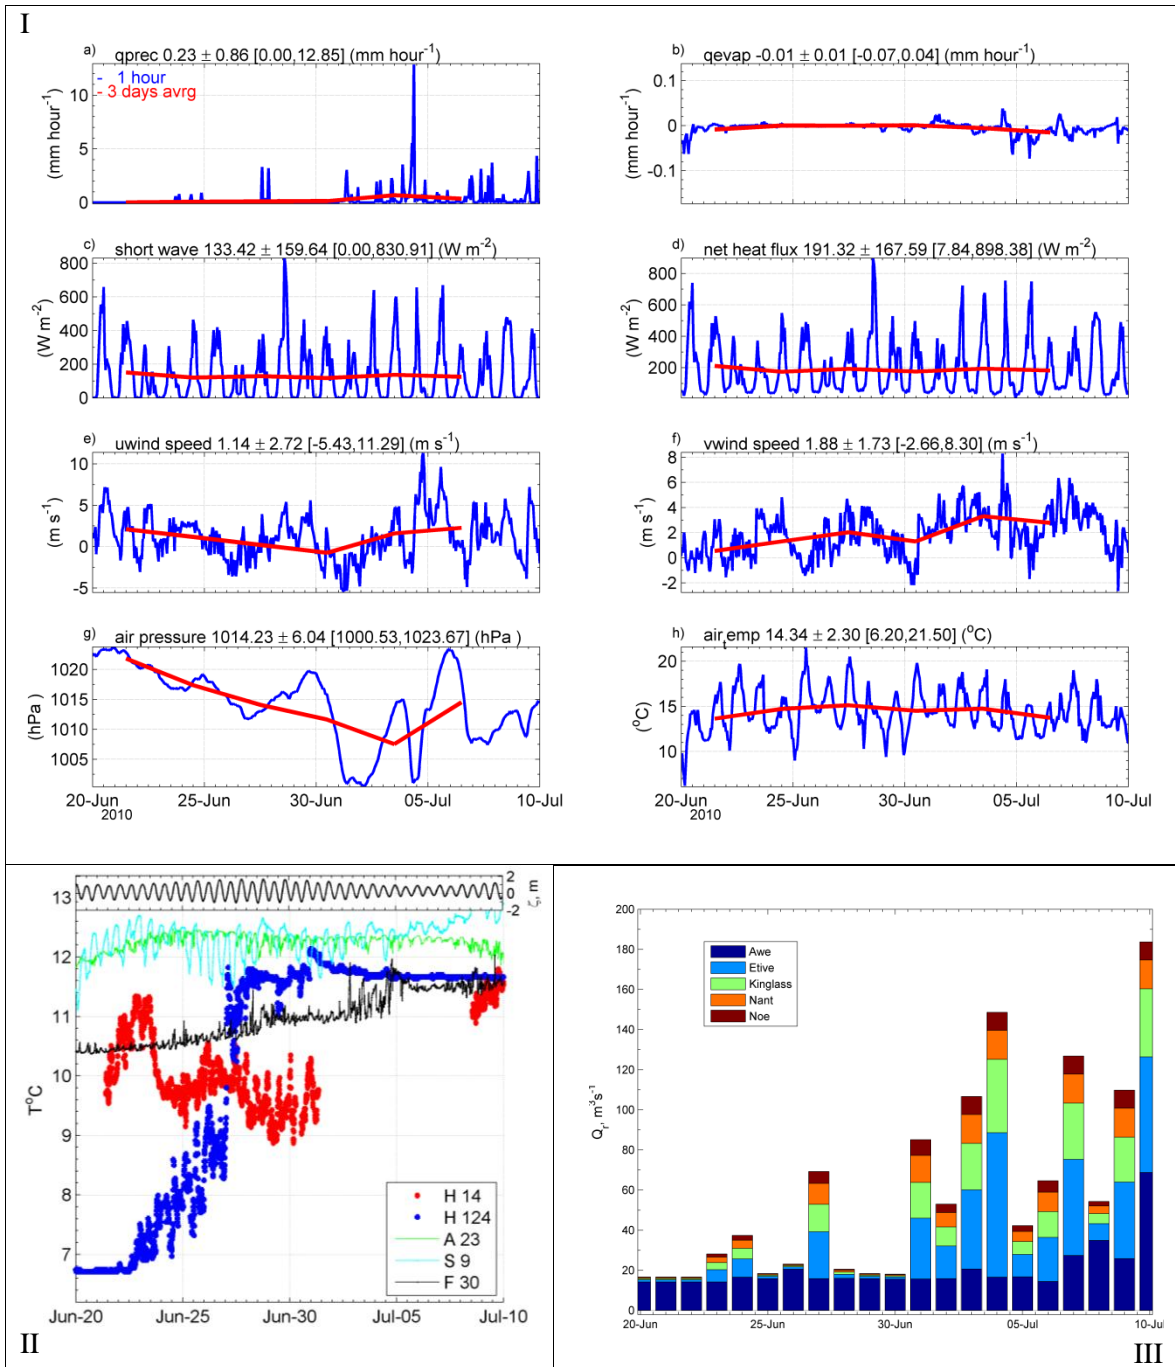 I
a) qprec 0.23 ± 0.86 [0.00,12.85] (mm hour⁻¹)
- 1 hour
- 3 days avrg
10
5
0
(mm hour⁻¹)
b) qevap -0.01 ± 0.01 [-0.07,0.04] (mm hour⁻¹)
0.1
0
-0.1
(mm hour⁻¹)
c) short wave 133.42 ± 159.64 [0.00,830.91] (W m⁻²)
800
600
400
200
0
(W m⁻²)
d) net heat flux 191.32 ± 167.59 [7.84,898.38] (W m⁻²)
800
600
400
200
(W m⁻²)
e) uwind speed 1.14 ± 2.72 [-5.43,11.29] (m s⁻¹)
10
5
0
-5
(m s⁻¹)
f) vwind speed 1.88 ± 1.73 [-2.66,8.30] (m s⁻¹)
8
6
4
2
0
-2
(m s⁻¹)
g) air pressure 1014.23 ± 6.04 [1000.53,1023.67] (hPa )
1020
1015
1010
1005
(hPa)
20-Jun 25-Jun 30-Jun 05-Jul 10-Jul
2010
h) airₜemp 14.34 ± 2.30 [6.20,21.50] (°C)
20
15
10
(°C)
20-Jun 25-Jun 30-Jun 05-Jul 10-Jul
2010
2
0
-2
ζ, m
13
12
11
10
9
8
7
T°C
H 14
H 124
A 23
S 9
F 30
Jun-20 Jun-25 Jun-30 Jul-05 Jul-10
II
200
180
160
140
120
100
80
60
40
20
0
Qᵣ, m³s⁻¹
Awe
Etive
Kinglass
Nant
Noe
20-Jun 25-Jun 30-Jun 05-Jul 10-Jul
III